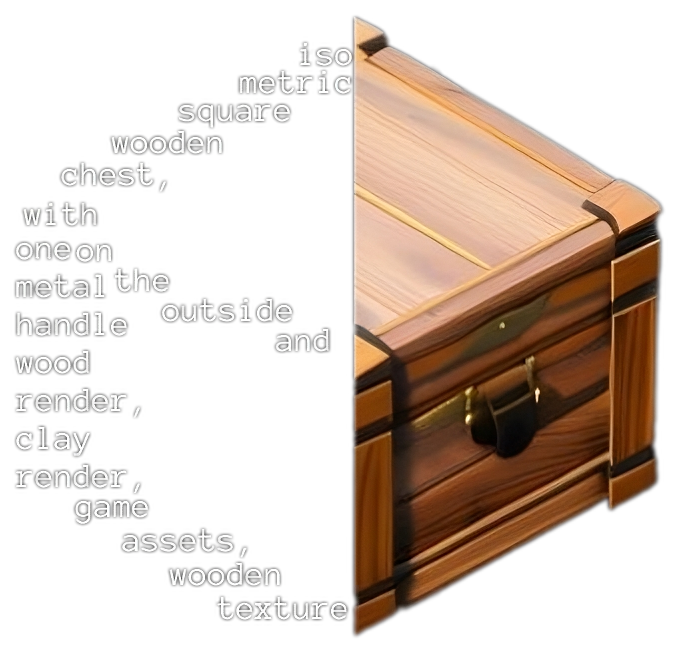 iso
metric
square
wooden
chest,
with
one on
metal the
outside
handle
and
wood
render,
clay
render,
game
assets,
wooden
texture